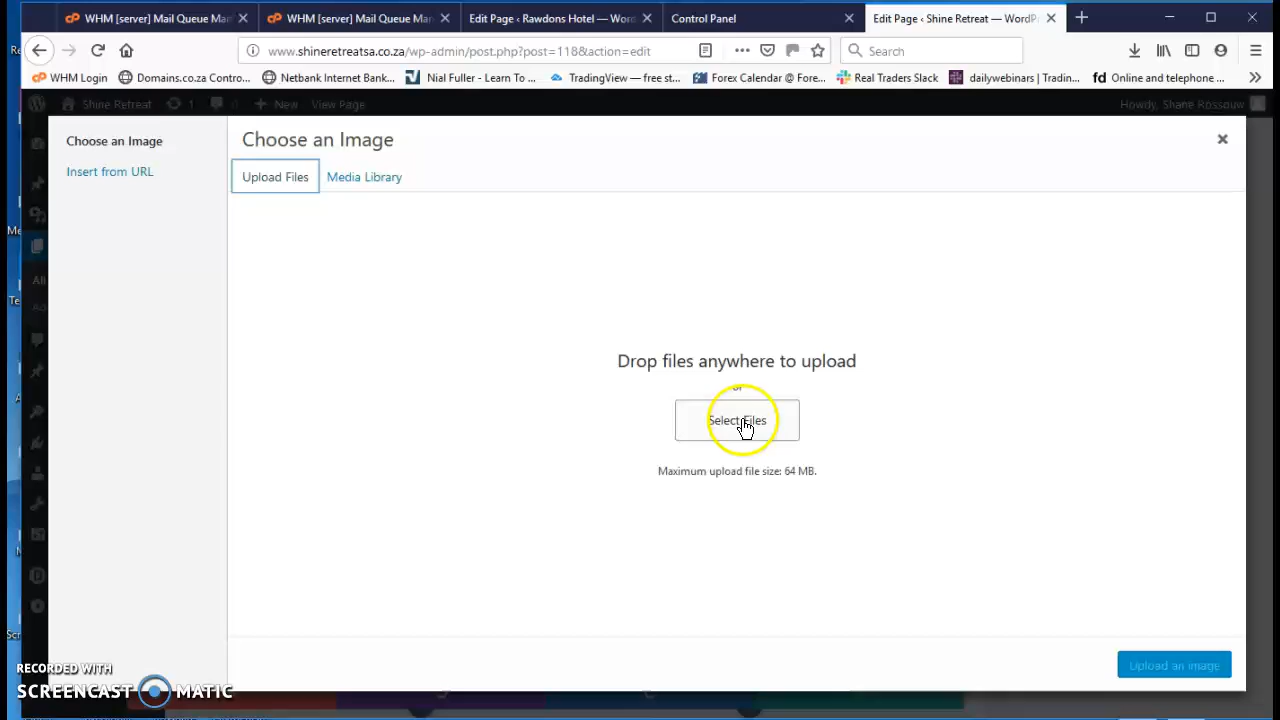 WHM [server] Mail Queue Man
WHM [server] Mail Queue Mar
Edit Page ‹ Rawdons Hotel — Word
Control Panel
Edit Page ‹ Shine Retreat — WordP
www.shineretreatsa.co.za/wp-admin/post.php?post=118&action=edit
Search
WHM Login
Domains.co.za Contro...
Netbank Internet Bank...
Nial Fuller - Learn To ...
TradingView — free st...
Forex Calendar @ Fore...
Real Traders Slack
dailywebinars | Tradin...
fd Online and telephone ...
Shine Retreat
1
0
New
View Page
Howdy, Shane Rossouw
Choose an Image
Insert from URL
Choose an Image
Upload Files
Media Library
Drop files anywhere to upload
or
Select Files
Maximum upload file size: 64 MB.
Upload an image
RECORDED WITH
SCREENCAST MATIC